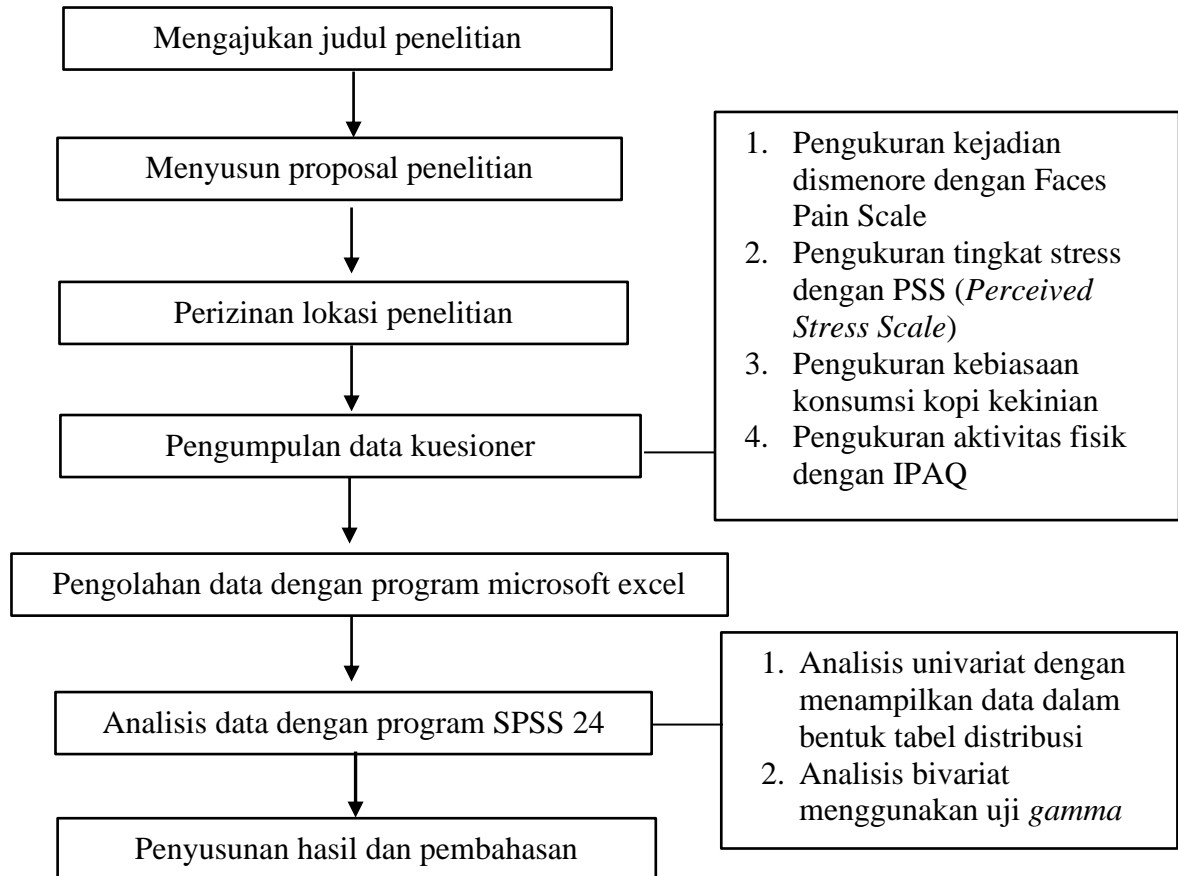 Mengajukan judul penelitian
Menyusun proposal penelitian
Perizinan lokasi penelitian
Pengumpulan data kuesioner
1. Pengukuran kejadian
dismenore dengan Faces
Pain Scale
2. Pengukuran tingkat stress
dengan PSS (Perceived
Stress Scale)
3. Pengukuran kebiasaan
konsumsi kopi kekinian
4. Pengukuran aktivitas fisik
dengan IPAQ
Pengolahan data dengan program microsoft excel
Analisis data dengan program SPSS 24
1. Analisis univariat dengan
menampilkan data dalam
bentuk tabel distribusi
2. Analisis bivariat
menggunakan uji gamma
Penyusunan hasil dan pembahasan